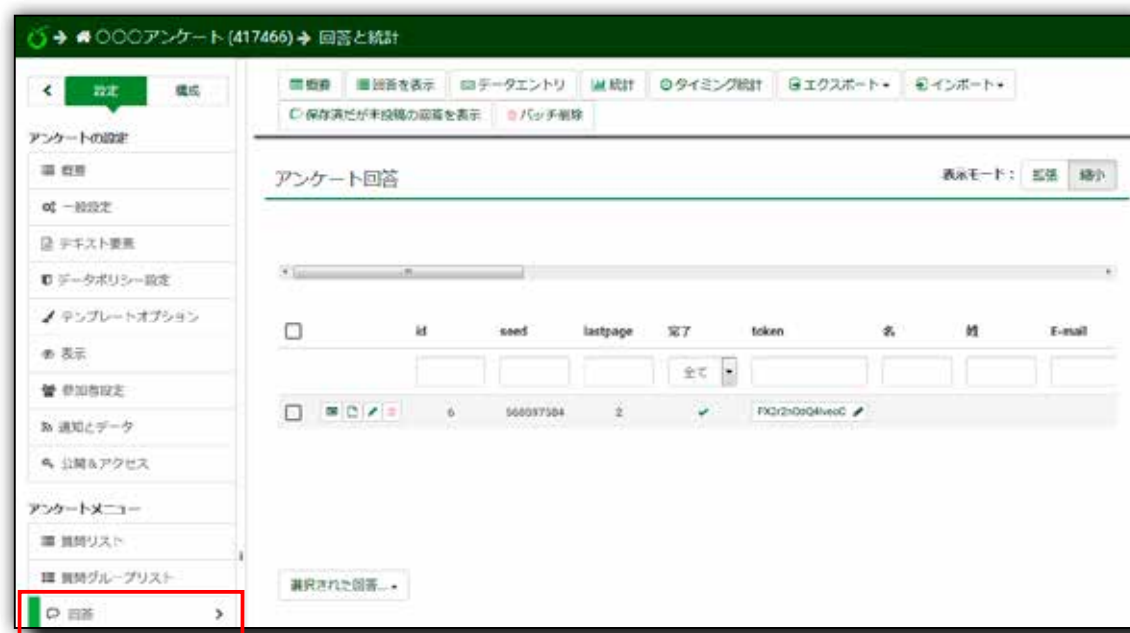 〇〇〇アンケート (417466) 回答と統計
設定 構成
アンケートの設定
概要
一般設定
テキスト要素
データポリシー設定
テンプレートオプション
表示
参加者設定
通知とデータ
公開&アクセス
アンケートメニュー
質問リスト
質問グループリスト
回答
概要 回答を表示 データエントリ 統計 タイミング統計 エクスポート インポート
保存済だが未投稿の回答を表示 バッチ削除
アンケート回答
表示モード: 拡張 縮小
id seed lastpage 完了 token 名 姓 E-mail
全て
6 2
選択された回答...